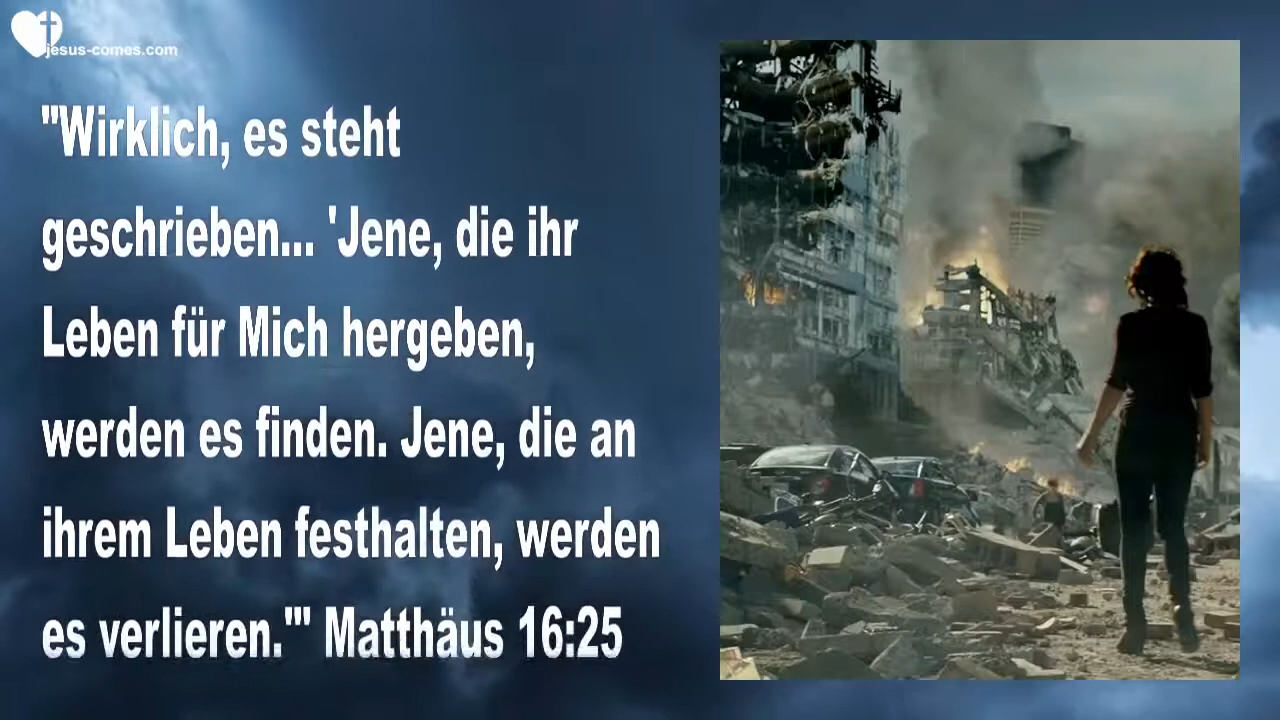 jesus-comes.com
"Wirklich, es steht
geschrieben... 'Jene, die ihr
Leben für Mich hergeben,
werden es finden. Jene, die an
ihrem Leben festhalten, werden
es verlieren.'" Matthäus 16:25